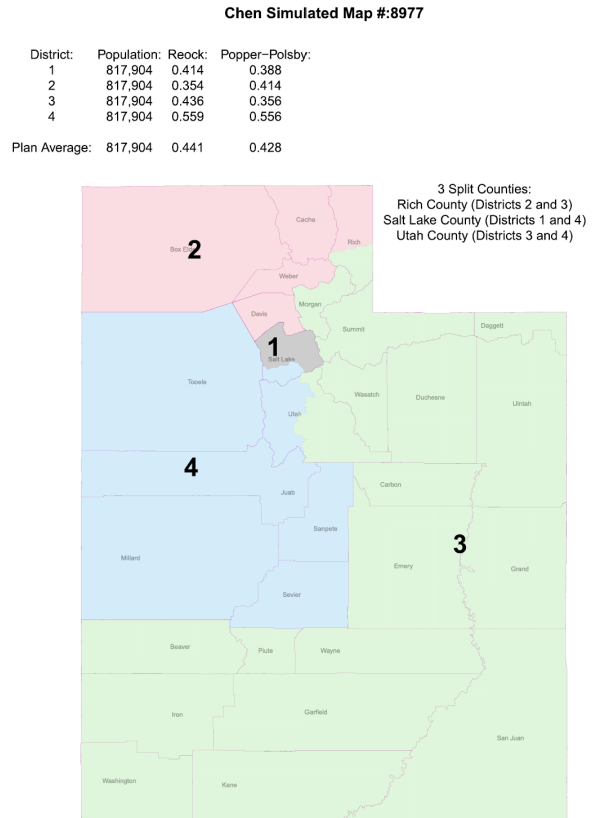 Chen Simulated Map #:8977
District: Population: Reock: Popper−Polsby:
1 817,904 0.414 0.388
2 817,904 0.354 0.414
3 817,904 0.436 0.356
4 817,904 0.559 0.556
Plan Average: 817,904 0.441 0.428
3 Split Counties:
Rich County (Districts 2 and 3)
Salt Lake County (Districts 1 and 4)
Utah County (Districts 3 and 4)
Cache
Rich
Box Elder
2
Weber
Morgan
Davis
Summit
Daggett
1
Salt Lake
Tooele
Wasatch
Duchesne
Uintah
Utah
4
Carbon
Juab
Sanpete
3
Millard
Emery
Grand
Sevier
Beaver
Piute
Wayne
Iron
Garfield
San Juan
Washington
Kane